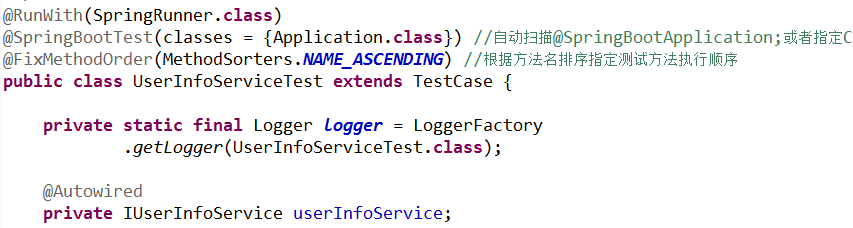 @RunWith(SpringRunner.class)
@SpringBootTest(classes = {Application.class}) //自动扫描@SpringBootApplication;或者指定C
@FixMethodOrder(MethodSorters.NAME_ASCENDING) //根据方法名排序指定测试方法执行顺序
public class UserInfoServiceTest extends TestCase {
private static final Logger logger = LoggerFactory
.getLogger(UserInfoServiceTest.class);
@Autowired
private IUserInfoService userInfoService;